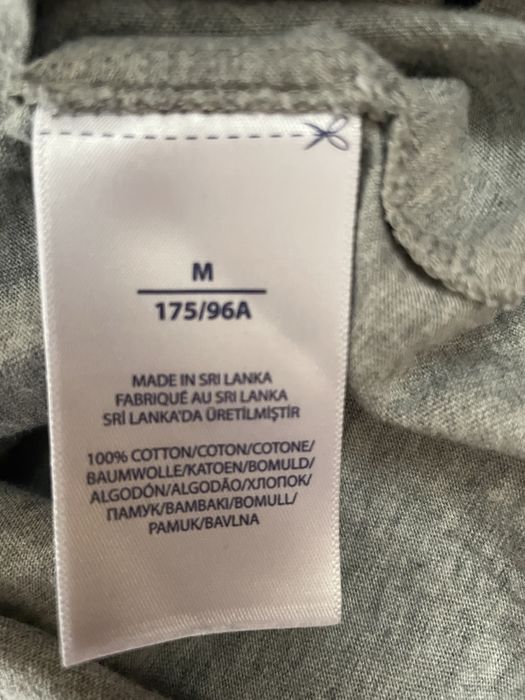 M
175/96A
MADE IN SRI LANKA
FABRIQUÉ AU SRI LANKA
SRİ LANKA'DA ÜRETİLMİŞTİR
100% COTTON/COTON/COTONE/
BAUMWOLLE/KATOEN/BOMULD/
ALGODÓN/ALGODÃO/ХЛОПОК/
ПАМУК/BAMBAKI/BOMULL/
PAMUK/BAVLNA